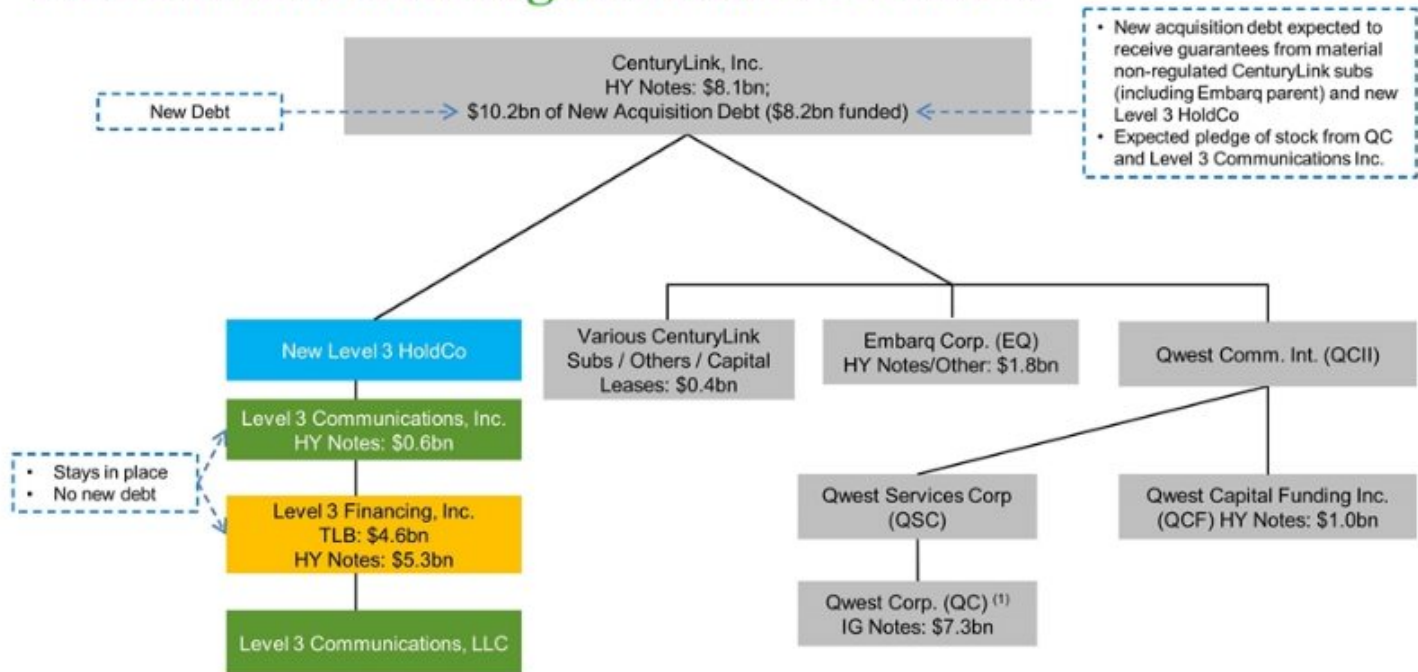 CenturyLink, Inc.
HY Notes: $8.1bn;
$10.2bn of New Acquisition Debt ($8.2bn funded)
New Debt
• New acquisition debt expected to
receive guarantees from material
non-regulated CenturyLink subs
(including Embarq parent) and new
Level 3 HoldCo
• Expected pledge of stock from QC
and Level 3 Communications Inc.
New Level 3 HoldCo
Various CenturyLink
Subs / Others / Capital
Leases: $0.4bn
Embarq Corp. (EQ)
HY Notes/Other: $1.8bn
Qwest Comm. Int. (QCII)
Level 3 Communications, Inc.
HY Notes: $0.6bn
• Stays in place
• No new debt
Level 3 Financing, Inc.
TLB: $4.6bn
HY Notes: $5.3bn
Qwest Services Corp
(QSC)
Qwest Capital Funding Inc.
(QCF) HY Notes: $1.0bn
Level 3 Communications, LLC
Qwest Corp. (QC) (1)
IG Notes: $7.3bn